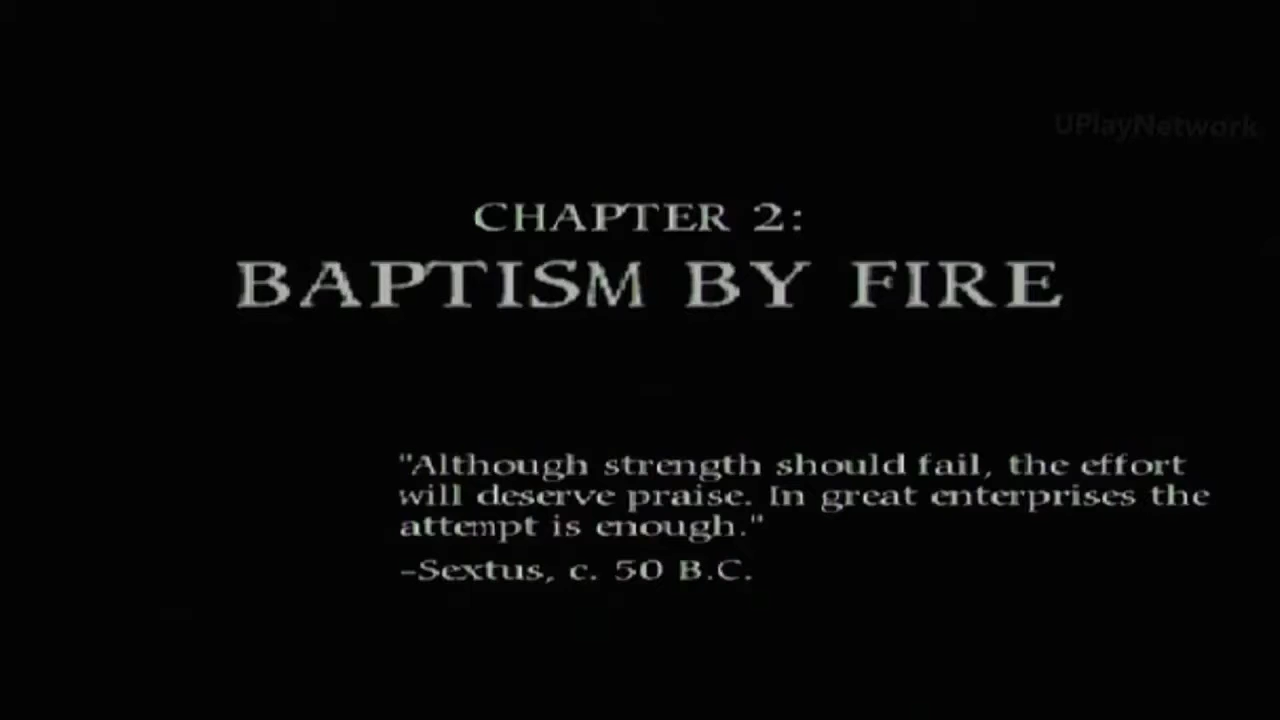 UPlayNetwork
CHAPTER 2:
BAPTISM BY FIRE
"Although strength should fail, the effort
will deserve praise. In great enterprises the
attempt is enough."
–Sextus, c. 50 B.C.